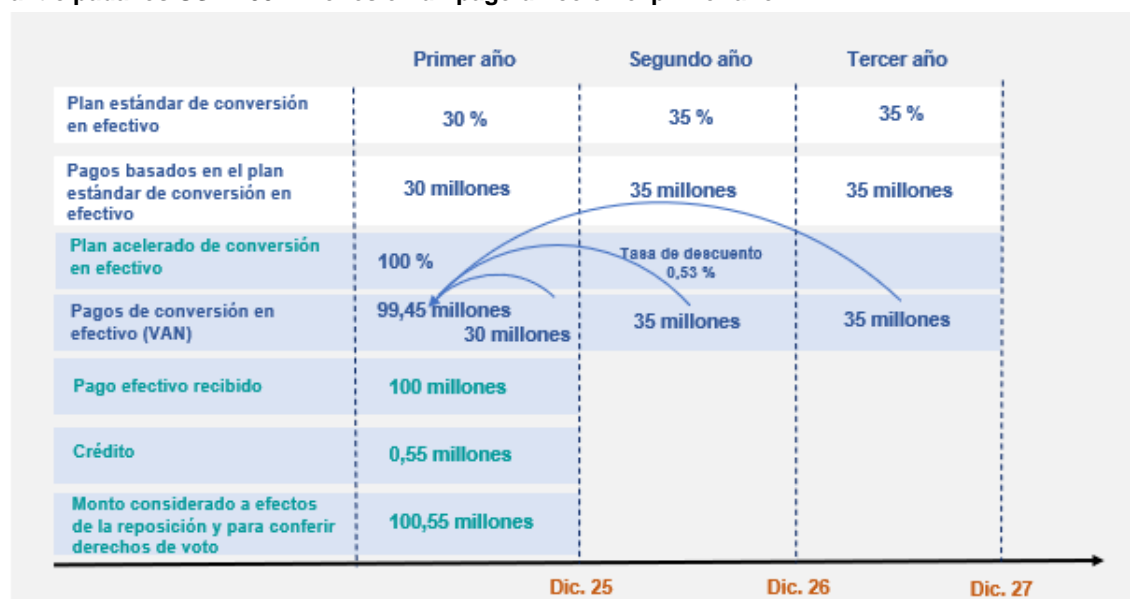 Primer año Segundo año Tercer año
Plan estándar de conversión
en efectivo
30 % 35 % 35 %
Pagos basados en el plan
estándar de conversión en
efectivo
30 millones 35 millones 35 millones
Plan acelerado de conversión
en efectivo
100 %
Tasa de descuento
0,53 %
Pagos de conversión en
efectivo (VAN)
99,45 millones
30 millones 35 millones 35 millones
Pago efectivo recibido
100 millones
Crédito
0,55 millones
Monto considerado a efectos
de la reposición y para conferir
derechos de voto
100,55 millones
Dic. 25 Dic. 26 Dic. 27